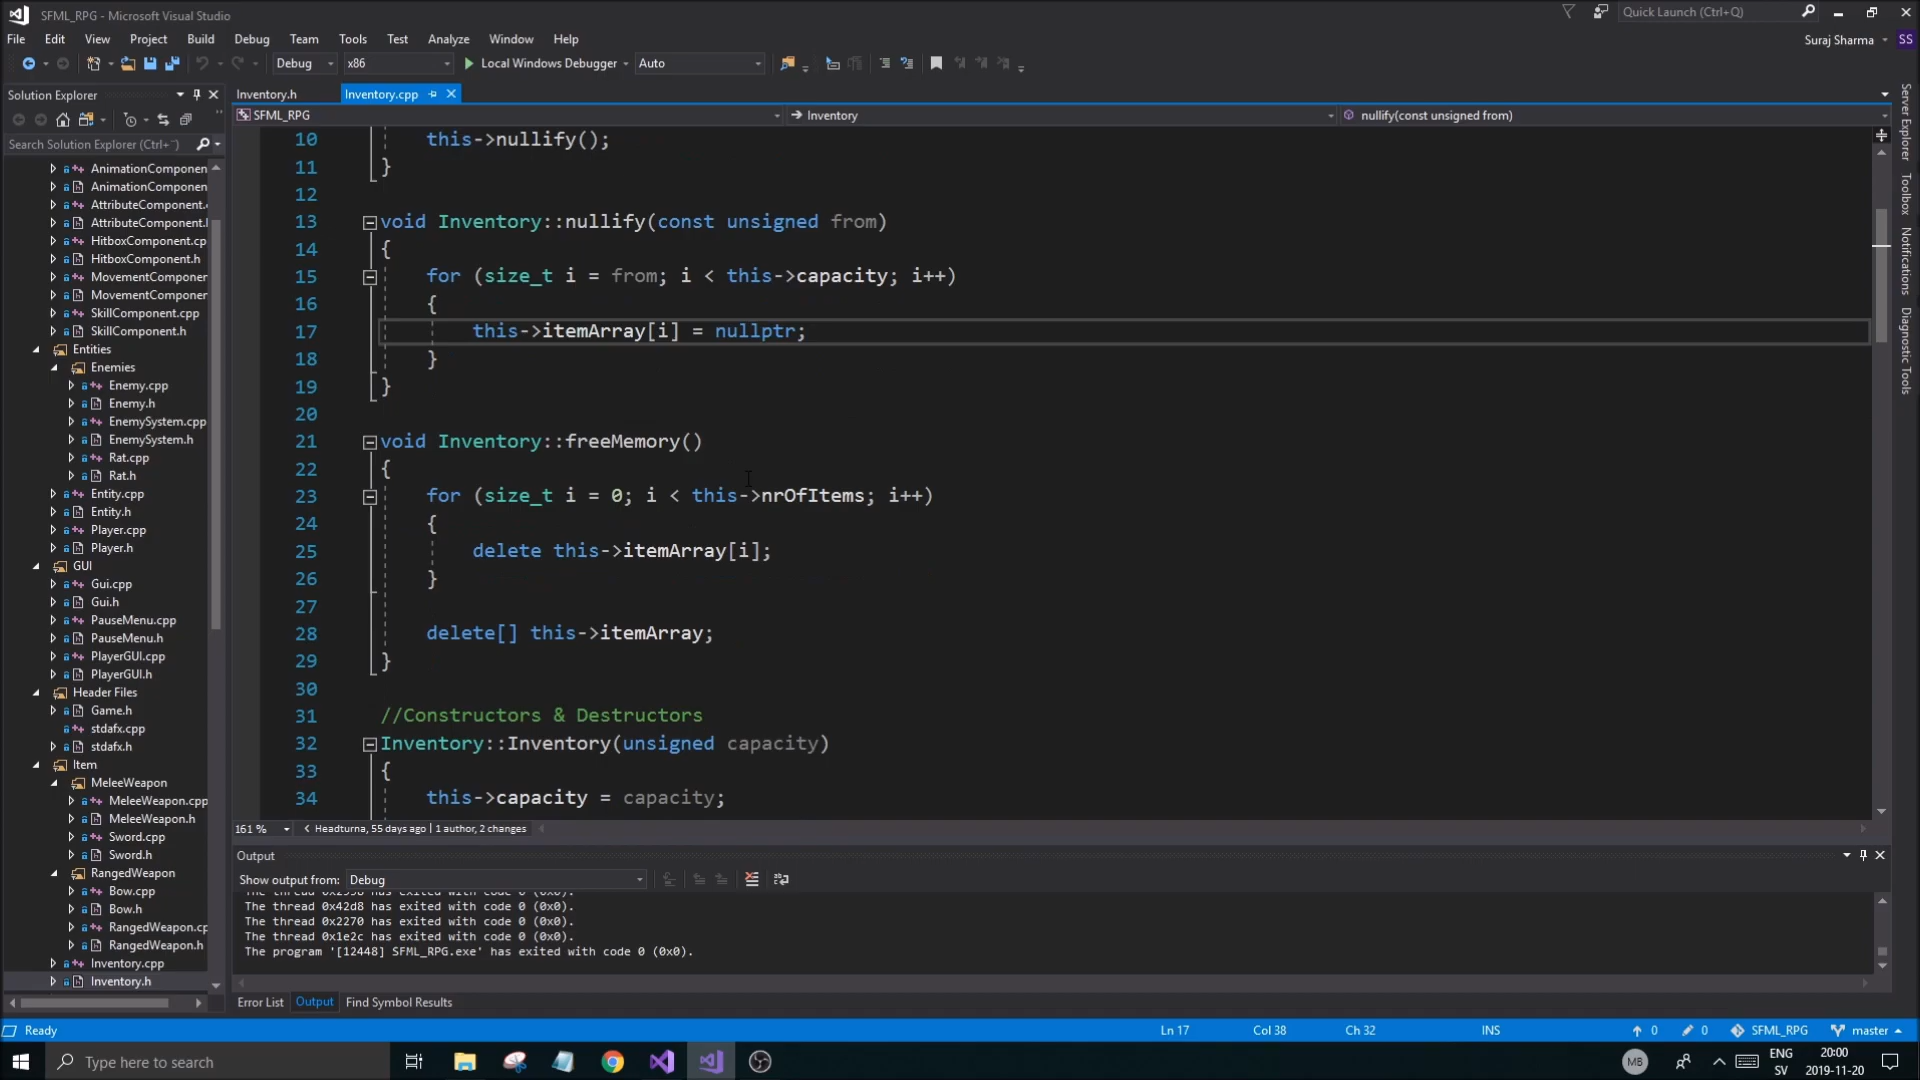 SFML_RPG - Microsoft Visual Studio
Quick Launch (Ctrl+Q)
File Edit View Project Build Debug Team Tools Test Analyze Window Help
Suraj Sharma SS
Debug x86 Local Windows Debugger Auto
Solution Explorer
Search Solution Explorer (Ctrl+
AnimationComponen
AnimationComponen
AttributeComponent.
AttributeComponent.
HitboxComponent.cp
HitboxComponent.h
MovementComponer
MovementComponer
SkillComponent.cpp
SkillComponent.h
Entities
Enemies
Enemy.cpp
Enemy.h
EnemySystem.cpp
EnemySystem.h
Rat.cpp
Rat.h
Entity.cpp
Entity.h
Player.cpp
Player.h
GUI
Gui.cpp
Gui.h
PauseMenu.cpp
PauseMenu.h
PlayerGUI.cpp
PlayerGUI.h
Header Files
Game.h
stdafx.cpp
stdafx.h
Item
MeleeWeapon
MeleeWeapon.cpp
MeleeWeapon.h
Sword.cpp
Sword.h
RangedWeapon
Bow.cpp
Bow.h
RangedWeapon.cp
RangedWeapon.h
Inventory.cpp
Inventory.h
Inventory.h Inventory.cpp
SFML_RPG Inventory nullify(const unsigned from)
10 this->nullify();
11 }
12
13 void Inventory::nullify(const unsigned from)
14 {
15 for (size_t i = from; i < this->capacity; i++)
16 {
17 this->itemArray[i] = nullptr;
18 }
19 }
20
21 void Inventory::freeMemory()
22 {
23 for (size_t i = 0; i < this->nrOfItems; i++)
24 {
25 delete this->itemArray[i];
26 }
27
28 delete[] this->itemArray;
29 }
30
31 //Constructors & Destructors
32 Inventory::Inventory(unsigned capacity)
33 {
34 this->capacity = capacity;
161 % Headturna, 55 days ago | 1 author, 2 changes
Output
Show output from: Debug
The thread 0x42d8 has exited with code 0 (0x0).
The thread 0x2270 has exited with code 0 (0x0).
The thread 0x1e2c has exited with code 0 (0x0).
The program '[12448] SFML_RPG.exe' has exited with code 0 (0x0).
Error List Output Find Symbol Results
Server Explorer
Toolbox
Notifications
Diagnostic Tools
Ready Ln 17 Col 38 Ch 32 INS 0 0 SFML_RPG master
Type here to search
MB
ENG
SV
20:00
2019-11-20